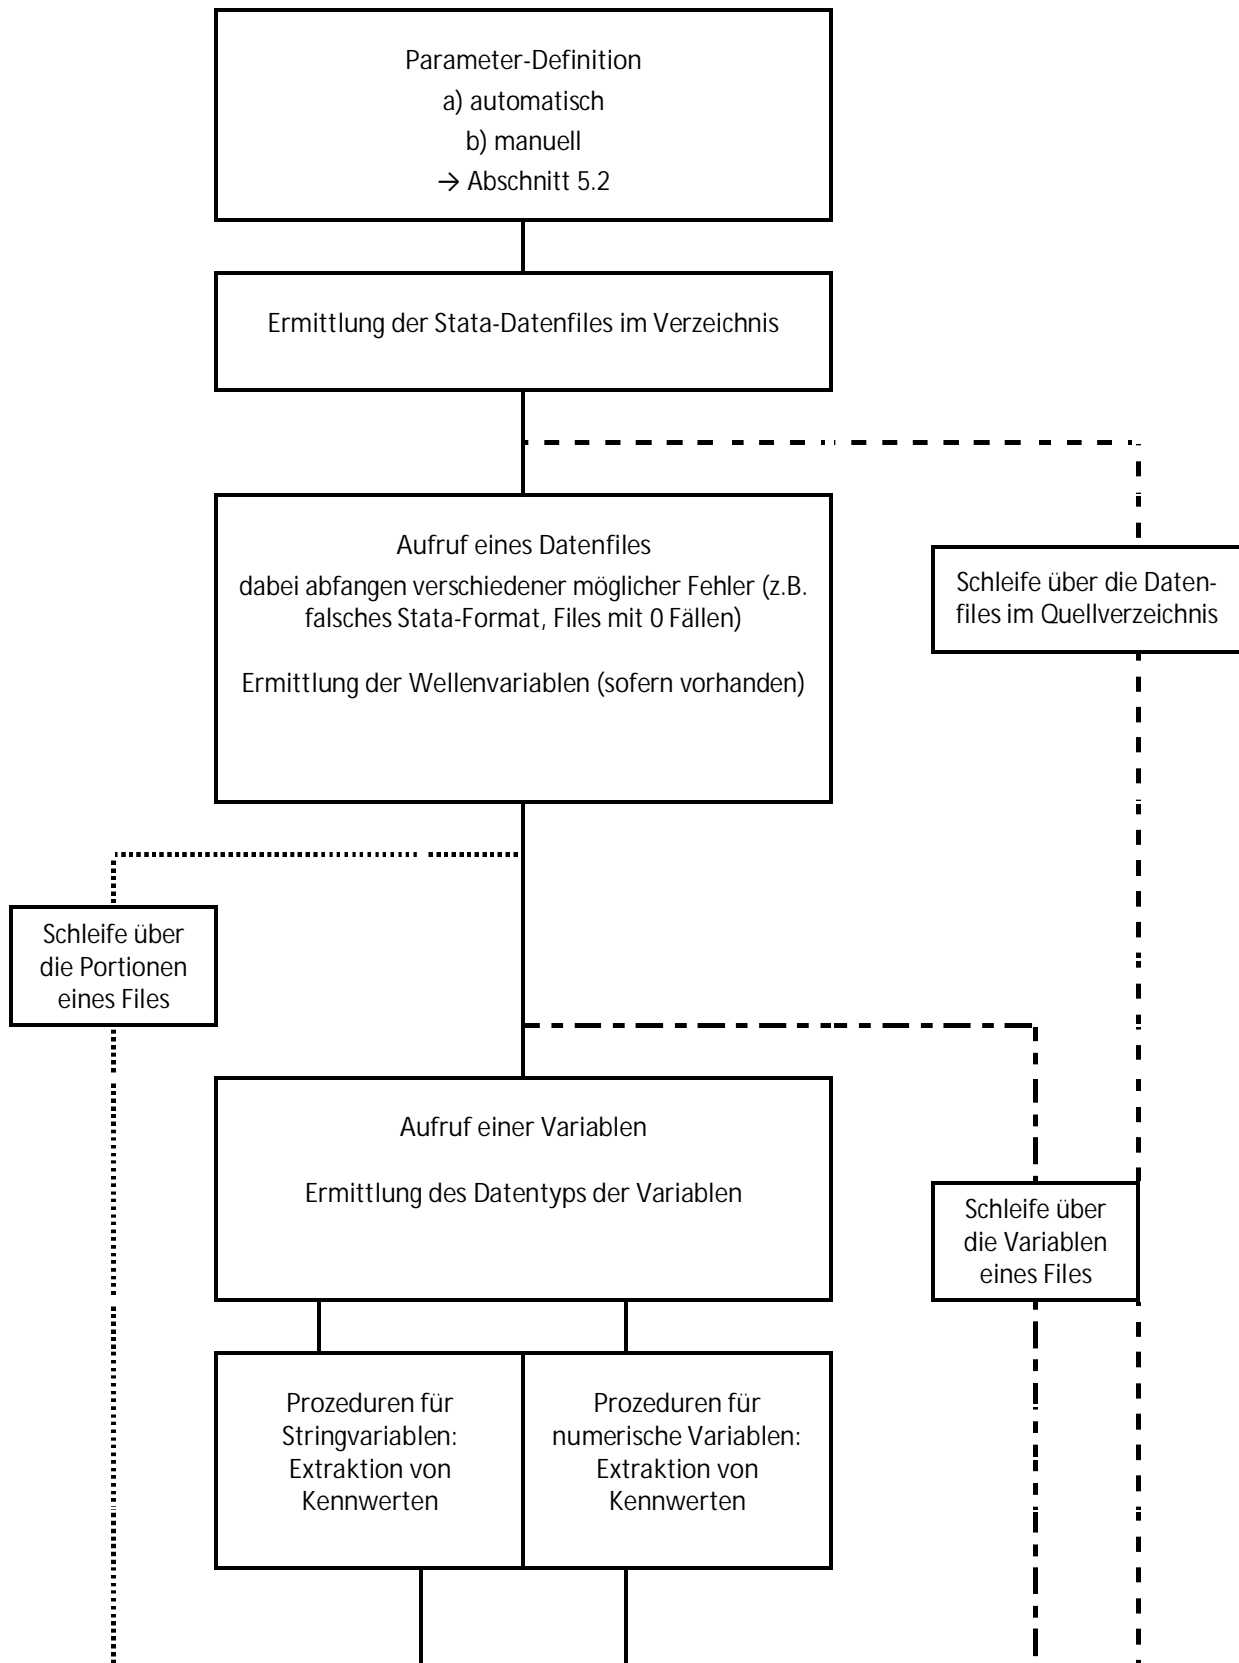 Parameter-Definition
a) automatisch
b) manuell
→ Abschnitt 5.2
Ermittlung der Stata-Datenfiles im Verzeichnis
Aufruf eines Datenfiles
dabei abfangen verschiedener möglicher Fehler (z.B.
falsches Stata-Format, Files mit 0 Fällen)
Ermittlung der Wellenvariablen (sofern vorhanden)
Schleife über die Daten-
files im Quellverzeichnis
Schleife über
die Portionen
eines Files
Aufruf einer Variablen
Ermittlung des Datentyps der Variablen
Schleife über
die Variablen
eines Files
Prozeduren für
Stringvariablen:
Extraktion von
Kennwerten
Prozeduren für
numerische Variablen:
Extraktion von
Kennwerten